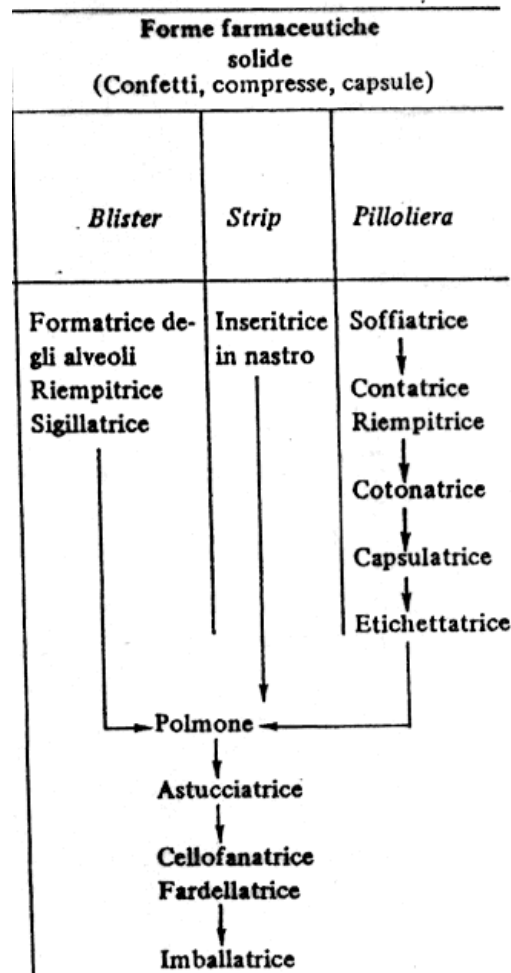 Forme farmaceutiche
solide
(Confetti, compresse, capsule)
Blister
Strip
Pilloliera
Formatrice de-
gli alveoli
Riempitrice
Sigillatrice
Inseritrice
in nastro
Soffiatrice
Contatrice
Riempitrice
Cotonatrice
Capsulatrice
Etichettatrice
Polmone
Astucciatrice
Cellofanatrice
Fardellatrice
Imballatrice